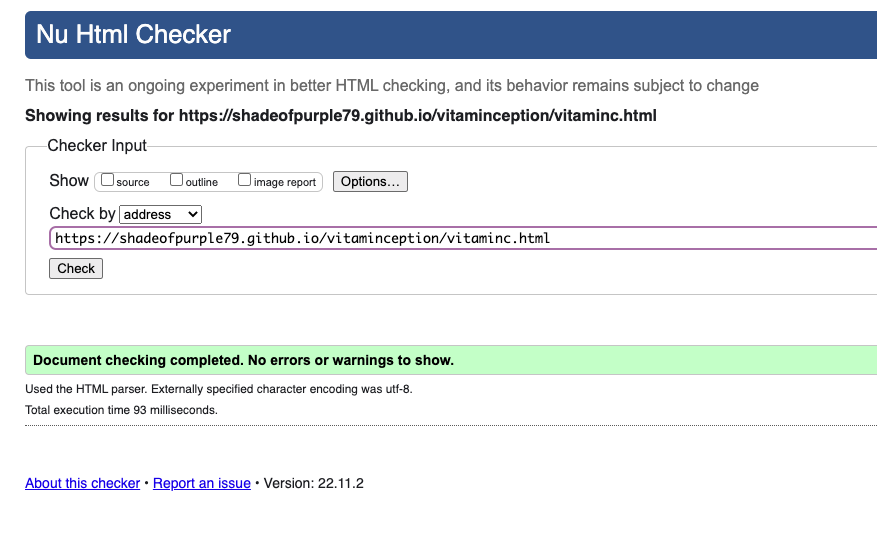 Nu Html Checker
This tool is an ongoing experiment in better HTML checking, and its behavior remains subject to change
Showing results for https://shadeofpurple79.github.io/vitaminception/vitaminc.html
Checker Input
Show source outline image report Options...
Check by address
https://shadeofpurple79.github.io/vitaminception/vitaminc.html
Check
Document checking completed. No errors or warnings to show.
Used the HTML parser. Externally specified character encoding was utf-8.
Total execution time 93 milliseconds.
About this checker • Report an issue • Version: 22.11.2